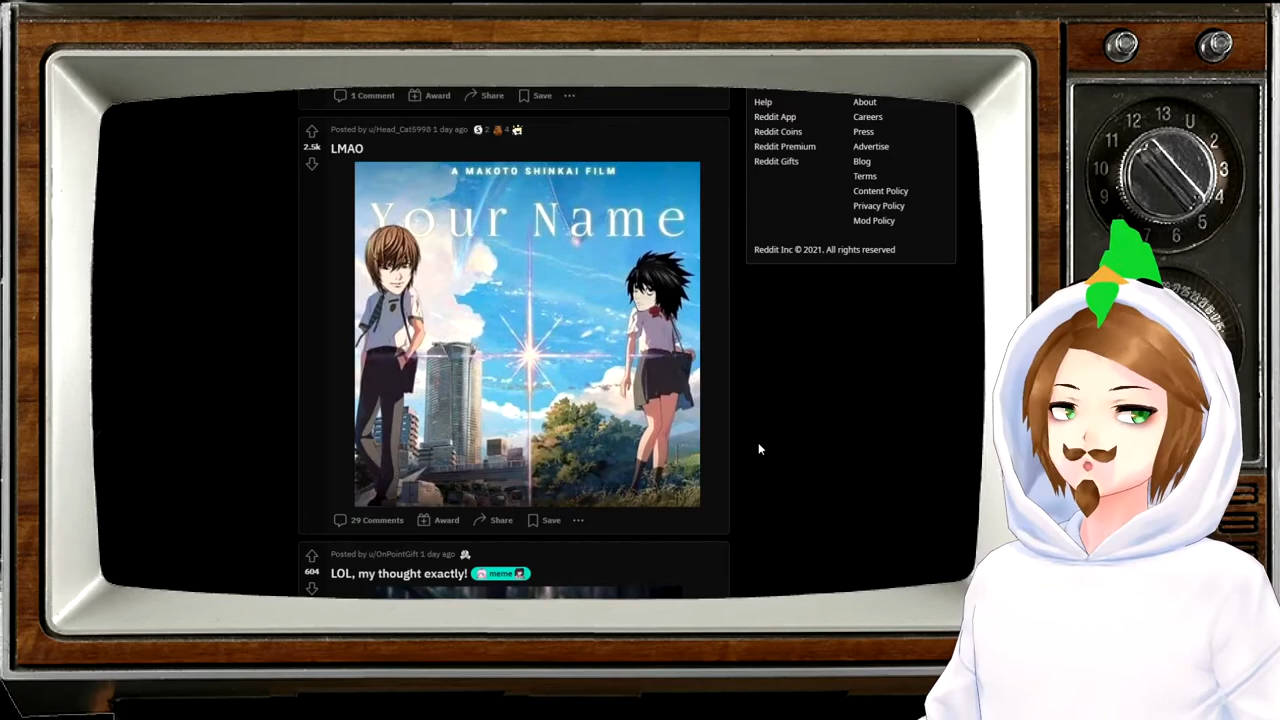 1 Comment Award Share Save
Posted by u/Head_Cat5998 1 day ago 2 4
2.5k
LMAO
A MAKOTO SHINKAI FILM
Your Name
29 Comments Award Share Save
Posted by u/OnPointGift 1 day ago
604
LOL, my thought exactly! meme
Help About
Reddit App Careers
Reddit Coins Press
Reddit Premium Advertise
Reddit Gifts Blog
Terms
Content Policy
Privacy Policy
Mod Policy
Reddit Inc © 2021. All rights reserved
12 13 U
11 2
10 3
9 4
5
7 6